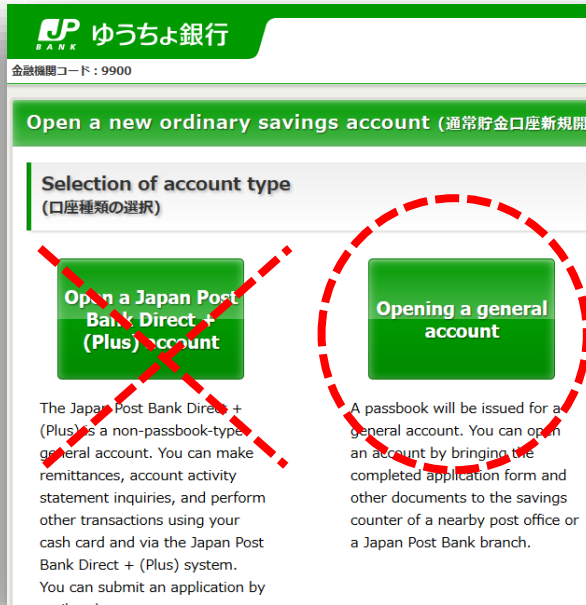 JP
BANK
ゆうちょ銀行
金融機関コード：9900
Open a new ordinary savings account (通常貯金口座新規開
Selection of account type
(口座種類の選択)
Open a Japan Post
Bank Direct +
(Plus) account
The Japan Post Bank Direct +
(Plus) is a non-passbook-type
general account. You can make
remittances, account activity
statement inquiries, and perform
other transactions using your
cash card and via the Japan Post
Bank Direct + (Plus) system.
You can submit an application by
Opening a general
account
A passbook will be issued for a
general account. You can open
an account by bringing the
completed application form and
other documents to the savings
counter of a nearby post office or
a Japan Post Bank branch.